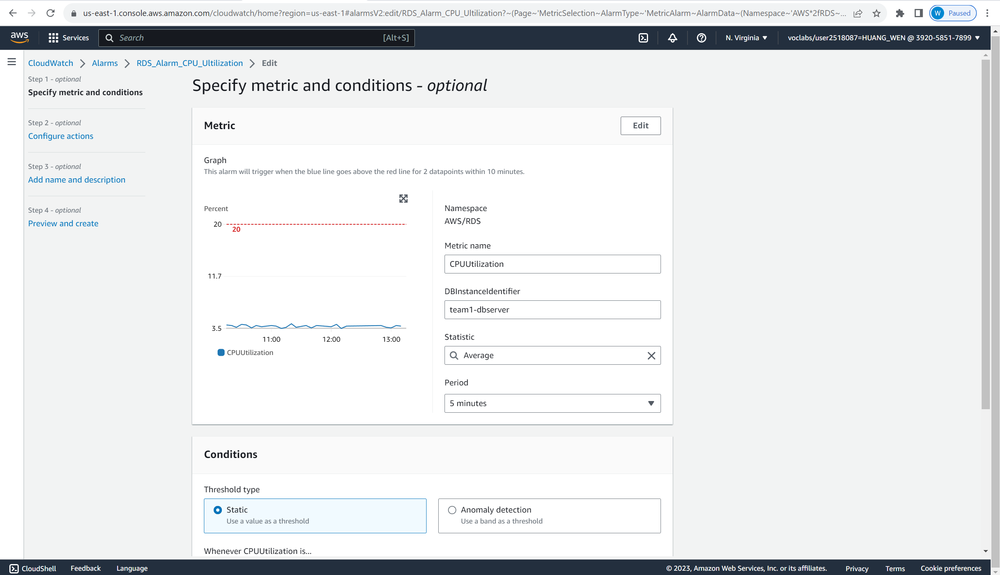 us-east-1.console.aws.amazon.com/cloudwatch/home?region=us-east-1#alarmsV2:edit/RDS_Alarm_CPU_Ultilization?~(Page~'MetricSelection~AlarmType~'MetricAlarm~AlarmData~(Namespace~'AWS*2fRDS~...
W Paused
aws Services Search [Alt+S] N. Virginia voclabs/user2518087=HUANG_WEN @ 3920-5851-7899
CloudWatch Alarms RDS_Alarm_CPU_Ultilization Edit
Step 1 - optional
Specify metric and conditions
Step 2 - optional
Configure actions
Step 3 - optional
Add name and description
Step 4 - optional
Preview and create
Specify metric and conditions - optional
Metric
Edit
Graph
This alarm will trigger when the blue line goes above the red line for 2 datapoints within 10 minutes.
Percent
20
20
11.7
3.5
11:00 12:00 13:00
CPUUtilization
Namespace
AWS/RDS
Metric name
CPUUtilization
DBInstanceIdentifier
team1-dbserver
Statistic
Average
Period
5 minutes
Conditions
Threshold type
Static
Use a value as a threshold
Anomaly detection
Use a band as a threshold
Whenever CPUUtilization is...
CloudShell Feedback Language © 2023, Amazon Web Services, Inc. or its affiliates. Privacy Terms Cookie preferences